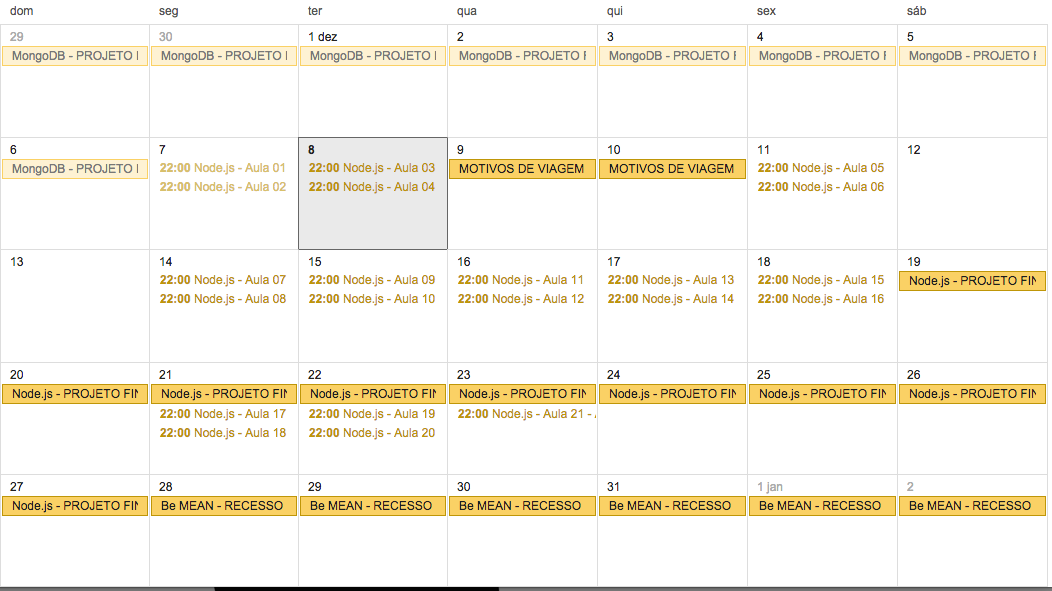 dom seg ter qua qui sex sáb
29 30 1 dez 2 3 4 5
MongoDB - PROJETO MongoDB - PROJETO MongoDB - PROJETO MongoDB - PROJETO MongoDB - PROJETO MongoDB - PROJETO MongoDB - PROJETO
6 7 8 9 10 11 12
MongoDB - PROJETO 22:00 Node.js - Aula 01 22:00 Node.js - Aula 03 MOTIVOS DE VIAGEM MOTIVOS DE VIAGEM 22:00 Node.js - Aula 05
22:00 Node.js - Aula 02 22:00 Node.js - Aula 04 22:00 Node.js - Aula 06
13 14 15 16 17 18 19
22:00 Node.js - Aula 07 22:00 Node.js - Aula 09 22:00 Node.js - Aula 11 22:00 Node.js - Aula 13 22:00 Node.js - Aula 15 Node.js - PROJETO FIN
22:00 Node.js - Aula 08 22:00 Node.js - Aula 10 22:00 Node.js - Aula 12 22:00 Node.js - Aula 14 22:00 Node.js - Aula 16
20 21 22 23 24 25 26
Node.js - PROJETO FIN Node.js - PROJETO FIN Node.js - PROJETO FIN Node.js - PROJETO FIN Node.js - PROJETO FIN Node.js - PROJETO FIN Node.js - PROJETO FIN
22:00 Node.js - Aula 17 22:00 Node.js - Aula 19 22:00 Node.js - Aula 21 -
22:00 Node.js - Aula 18 22:00 Node.js - Aula 20
27 28 29 30 31 1 jan 2
Node.js - PROJETO FIN Be MEAN - RECESSO Be MEAN - RECESSO Be MEAN - RECESSO Be MEAN - RECESSO Be MEAN - RECESSO Be MEAN - RECESSO